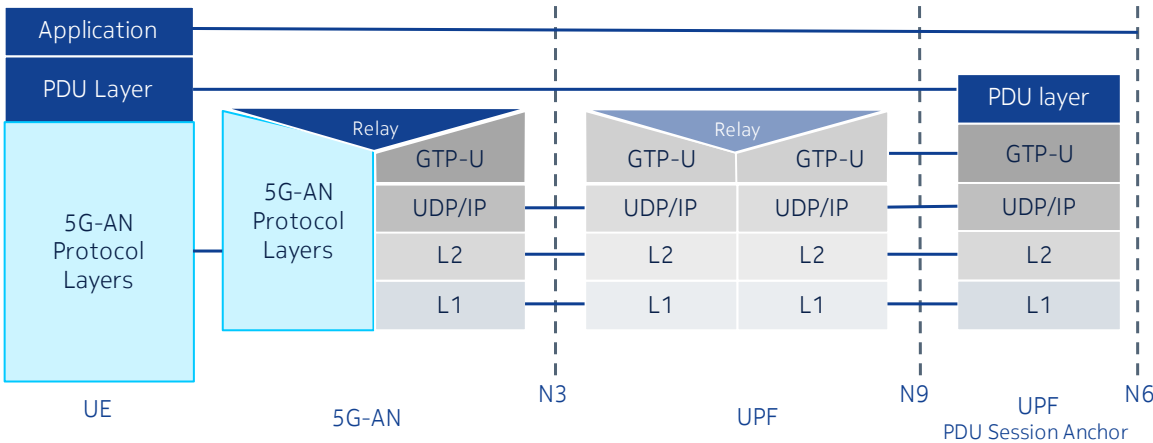 Application
PDU Layer
PDU layer
Relay
Relay
GTP-U
GTP-U
GTP-U
GTP-U
5G-AN
Protocol
Layers
5G-AN
Protocol
Layers
UDP/IP
UDP/IP
UDP/IP
UDP/IP
L2
L2
L2
L2
L1
L1
L1
L1
N3
N9
N6
UE
5G-AN
UPF
UPF
PDU Session Anchor